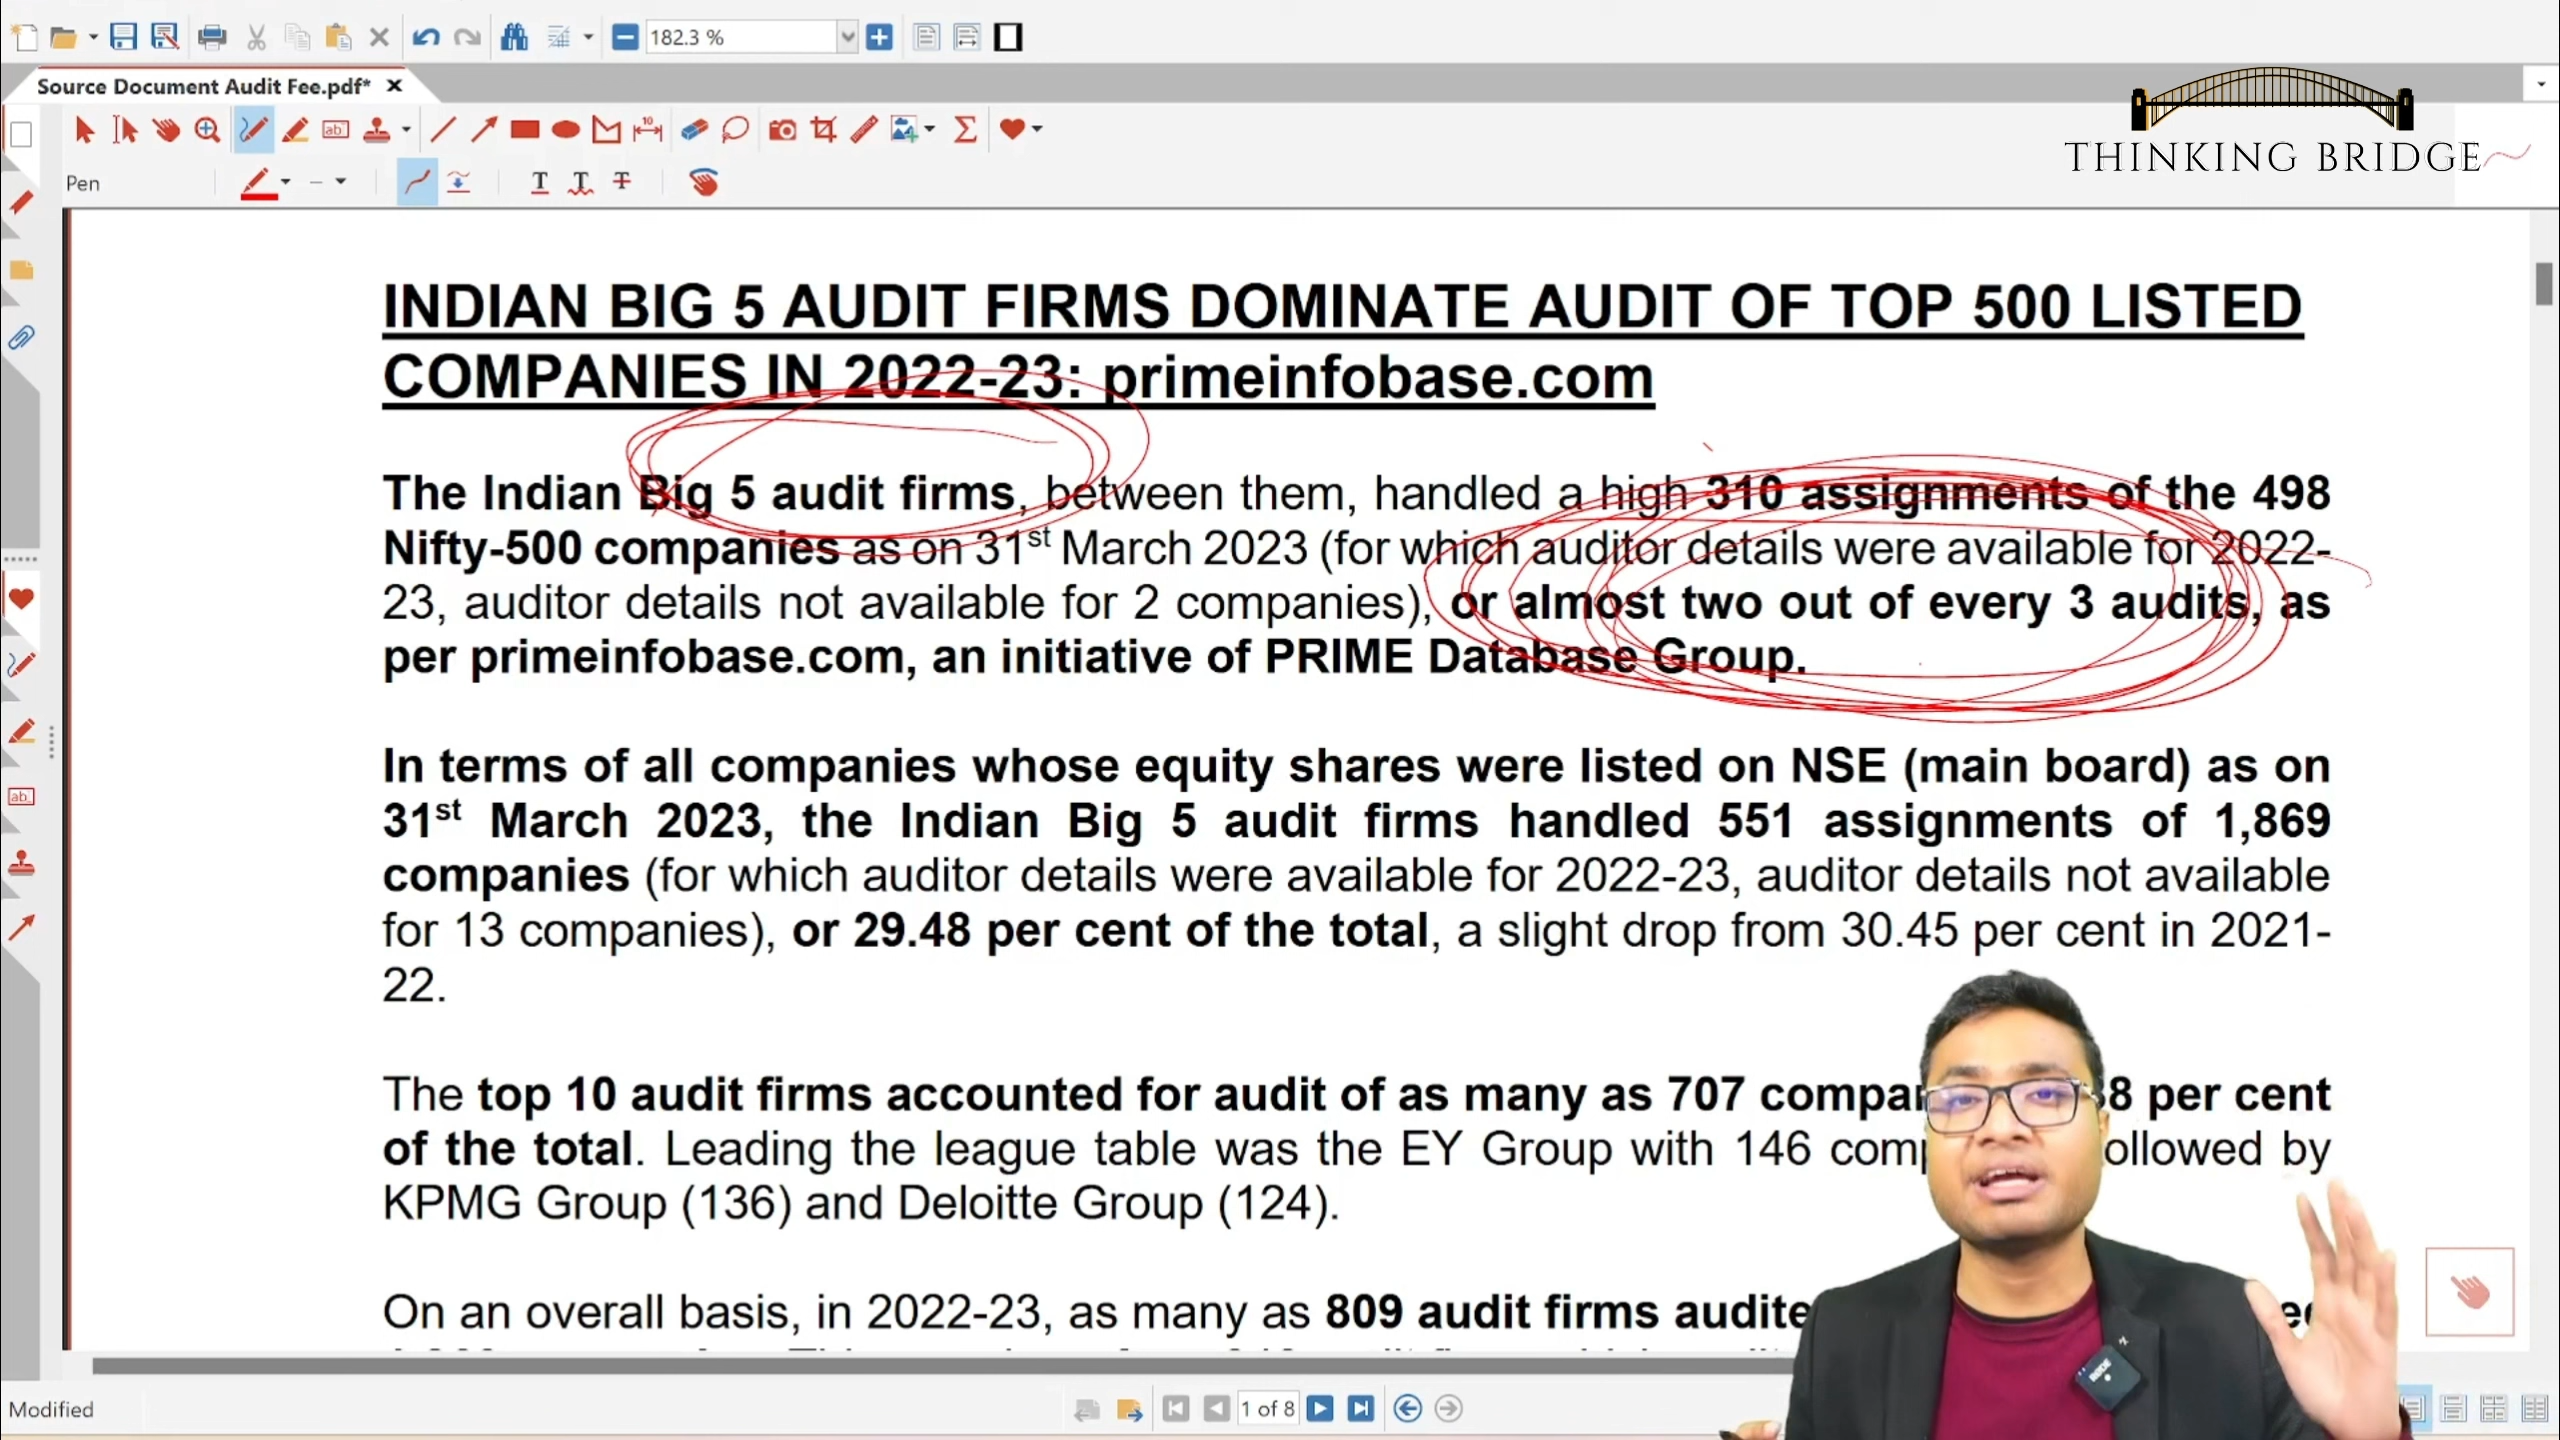 182.3 %
Source Document Audit Fee.pdf*
THINKING BRIDGE
Pen
INDIAN BIG 5 AUDIT FIRMS DOMINATE AUDIT OF TOP 500 LISTED
COMPANIES IN 2022-23: primeinfobase.com
The Indian Big 5 audit firms, between them, handled a high 310 assignments of the 498
Nifty-500 companies as on 31st March 2023 (for which auditor details were available for 2022-
23, auditor details not available for 2 companies), or almost two out of every 3 audits, as
per primeinfobase.com, an initiative of PRIME Database Group.
In terms of all companies whose equity shares were listed on NSE (main board) as on
31st March 2023, the Indian Big 5 audit firms handled 551 assignments of 1,869
companies (for which auditor details were available for 2022-23, auditor details not available
for 13 companies), or 29.48 per cent of the total, a slight drop from 30.45 per cent in 2021-
22.
The top 10 audit firms accounted for audit of as many as 707 8 per cent
of the total. Leading the league table was the EY Group with 146 by
KPMG Group (136) and Deloitte Group (124).
On an overall basis, in 2022-23, as many as 809 audit firms
Modified
1 of 8